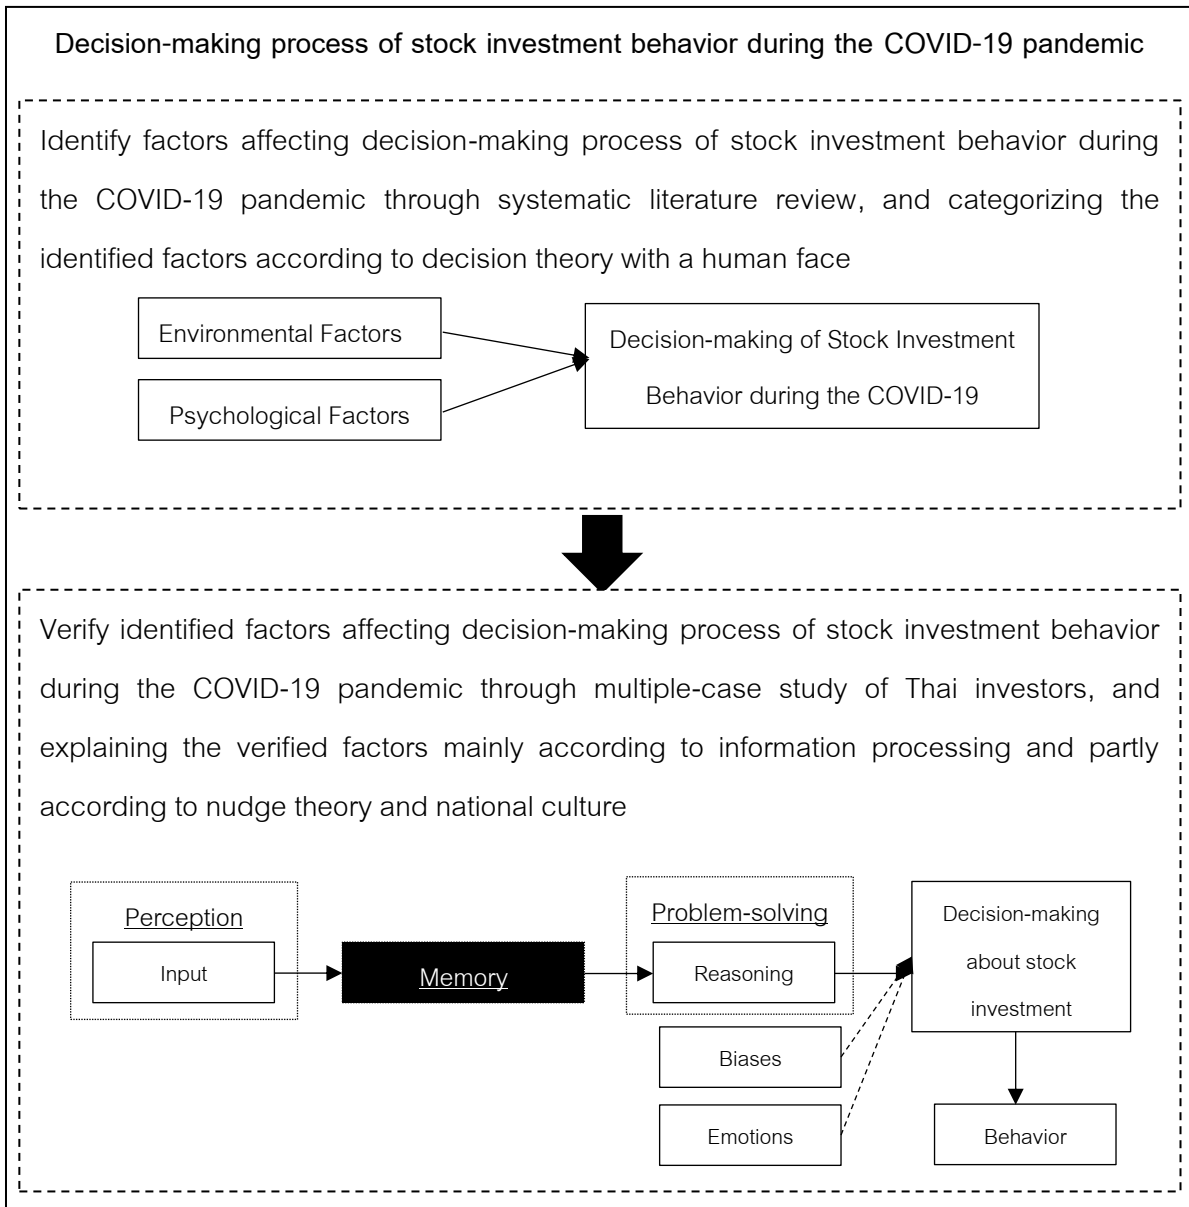 Decision-making process of stock investment behavior during the COVID-19 pandemic
Identify factors affecting decision-making process of stock investment behavior during
the COVID-19 pandemic through systematic literature review, and categorizing the
identified factors according to decision theory with a human face
Environmental Factors
Psychological Factors
Decision-making of Stock Investment
Behavior during the COVID-19
Verify identified factors affecting decision-making process of stock investment behavior
during the COVID-19 pandemic through multiple-case study of Thai investors, and
explaining the verified factors mainly according to information processing and partly
according to nudge theory and national culture
Perception
Input
Memory
Problem-solving
Reasoning
Biases
Emotions
Decision-making
about stock
investment
Behavior